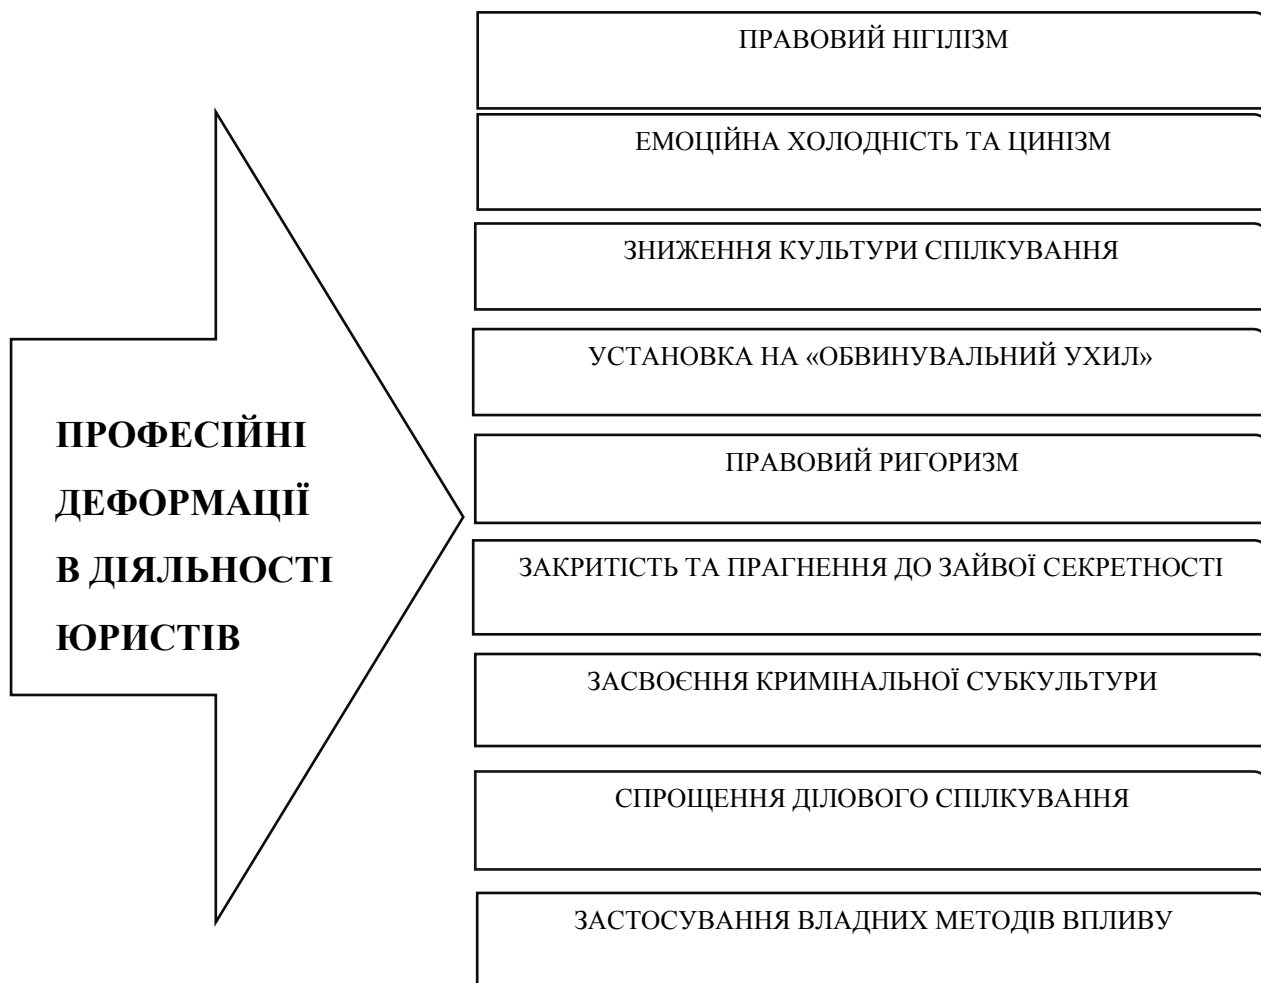 ПРОФЕСІЙНІ
ДЕФОРМАЦІЇ
В ДІЯЛЬНОСТІ
ЮРИСТІВ
ПРАВОВИЙ НІГІЛІЗМ
ЕМОЦІЙНА ХОЛОДНІСТЬ ТА ЦИНІЗМ
ЗНИЖЕННЯ КУЛЬТУРИ СПІЛКУВАННЯ
УСТАНОВКА НА «ОБВИНУВАЛЬНИЙ УХИЛ»
ПРАВОВИЙ РИГОРИЗМ
ЗАКРИТІСТЬ ТА ПРАГНЕННЯ ДО ЗАЙВОЇ СЕКРЕТНОСТІ
ЗАСВОЄННЯ КРИМІНАЛЬНОЇ СУБКУЛЬТУРИ
СПРОЩЕННЯ ДІЛОВОГО СПІЛКУВАННЯ
ЗАСТОСУВАННЯ ВЛАДНИХ МЕТОДІВ ВПЛИВУ